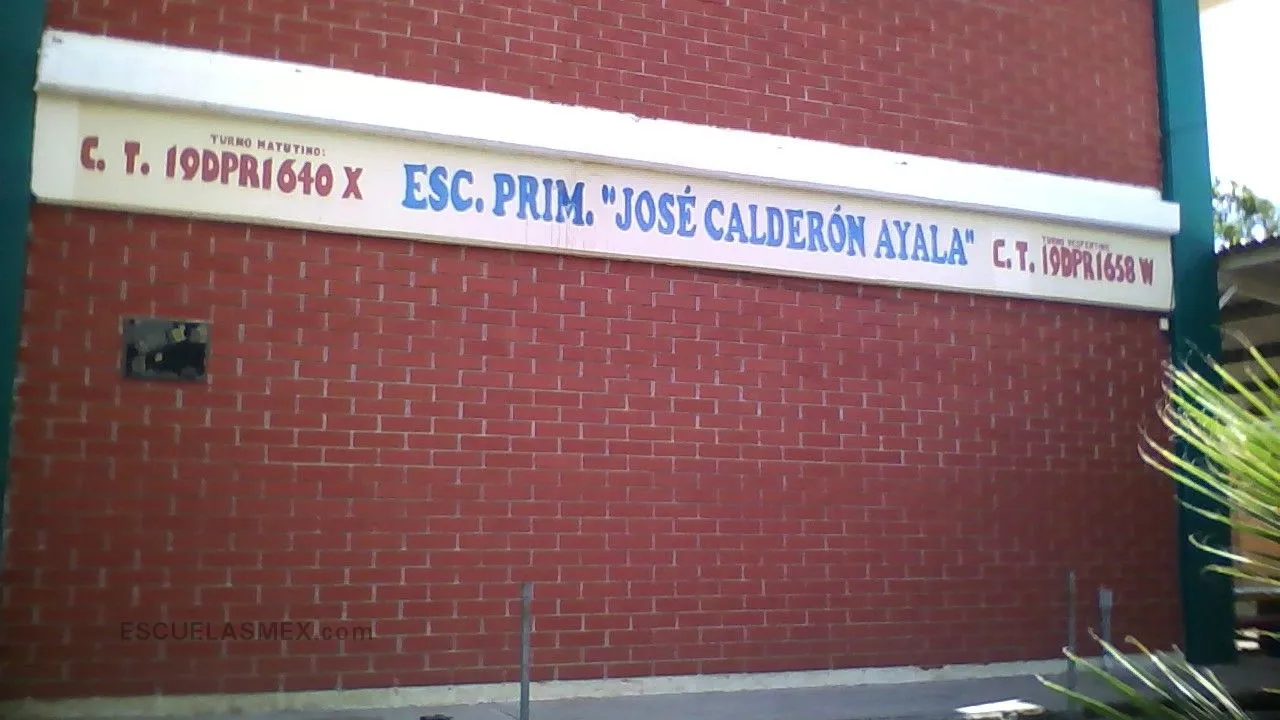 TURNO MATUTINO:
C. T. 19DPR1640 X
ESC. PRIM. "JOSÉ CALDERÓN AYALA"
TURNO VESPERTINO
C. T. 19DPR1658 W
ESCUELASMEX.com